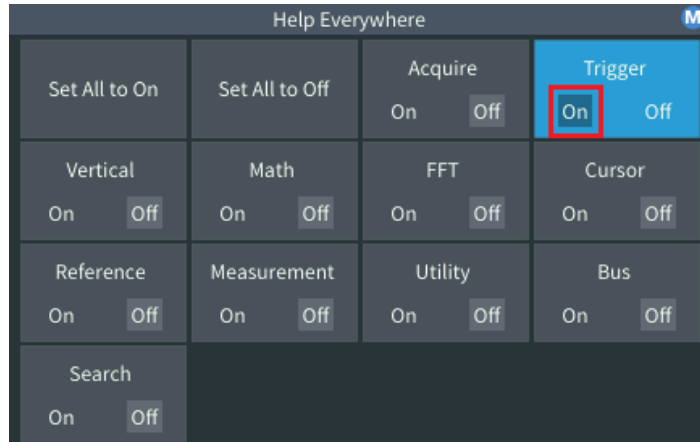 Help Everywhere
M
Set All to On
Set All to Off
Acquire
On Off
Trigger
On Off
Vertical
On Off
Math
On Off
FFT
On Off
Cursor
On Off
Reference
On Off
Measurement
On Off
Utility
On Off
Bus
On Off
Search
On Off